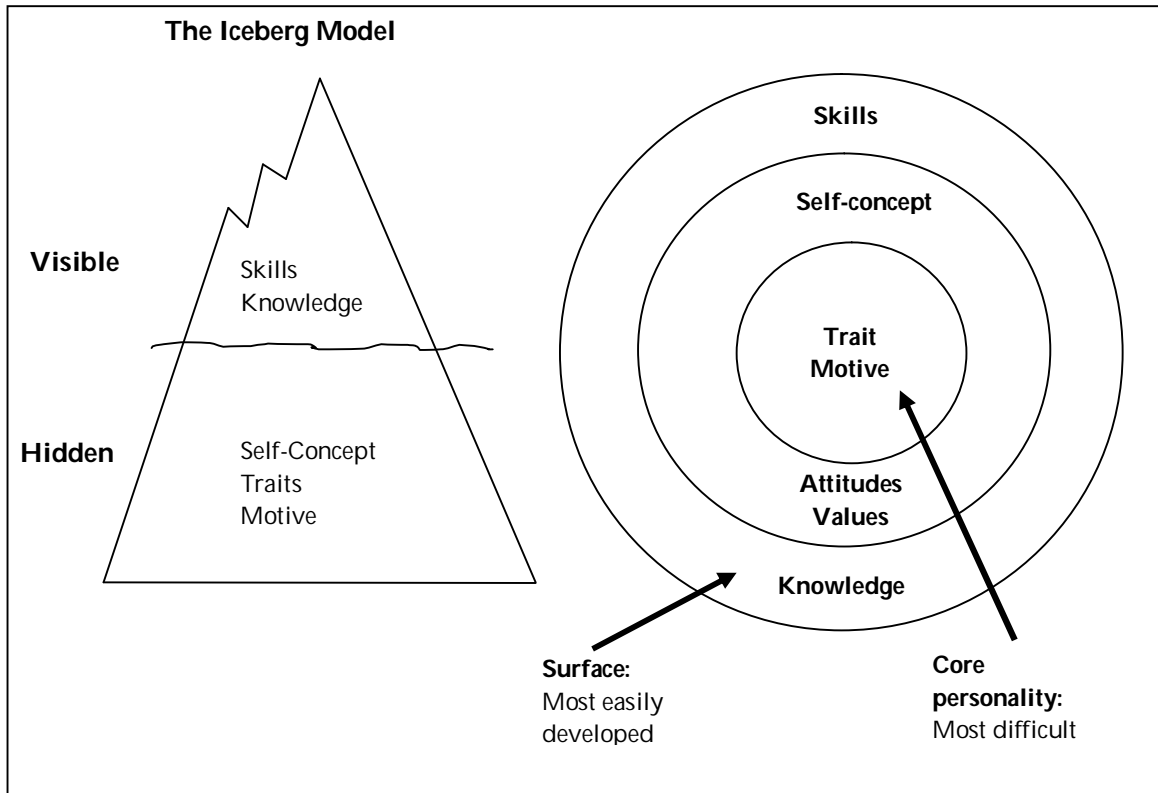 The Iceberg Model
Visible
Skills
Knowledge
Hidden
Self-Concept
Traits
Motive
Skills
Self-concept
Trait
Motive
Attitudes
Values
Knowledge
Surface:
Most easily
developed
Core
personality:
Most difficult